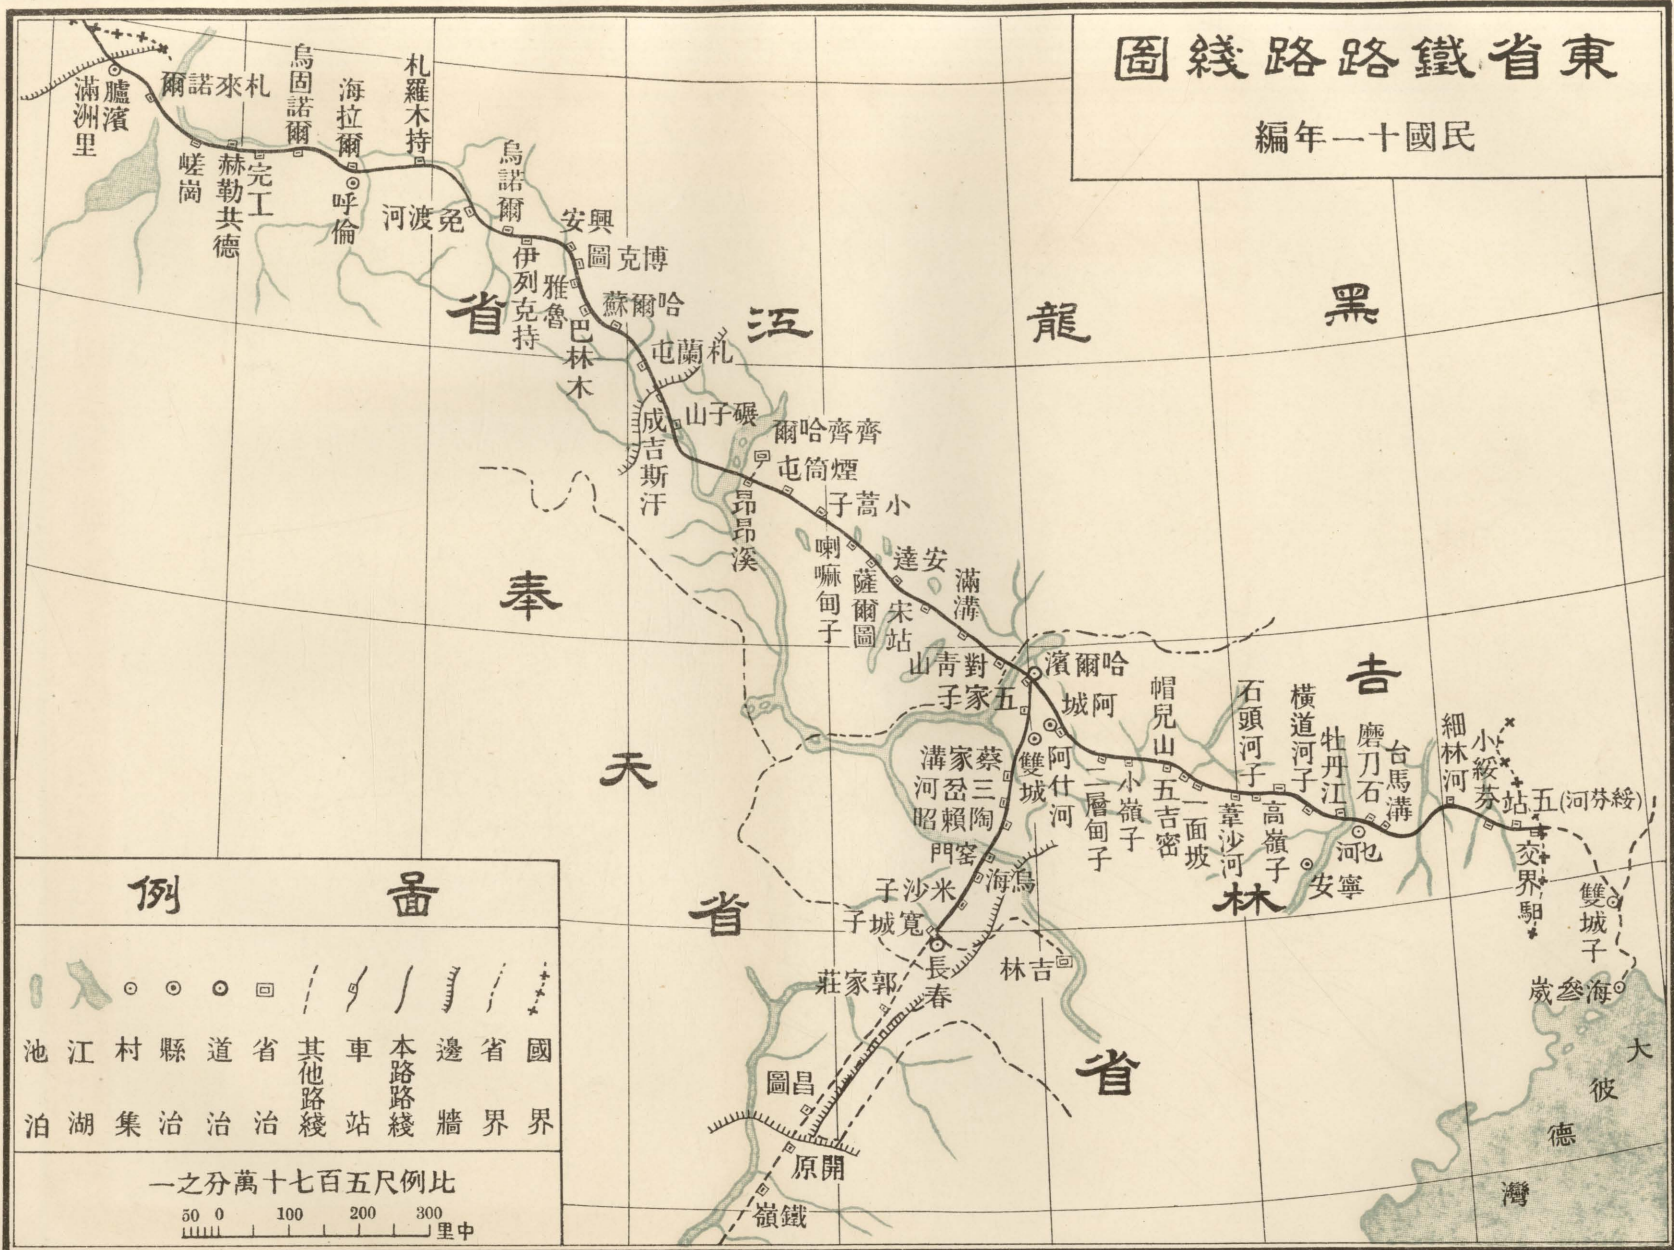 東省鐵路路綫圖
民國十一年編
滿洲里
臚濱
札來諾爾
嵯崗
赫勒共德
完工
烏固諾爾
海拉爾
呼倫
札羅木持
免渡河
烏諾爾
伊列克持
興安
博克圖
雅魯
巴林木
哈爾蘇
札蘭屯
成吉斯汗
碾子山
齊齊哈爾
昂昂溪
煙筒屯
小蒿子
喇嘛甸子
薩爾圖
安達
宋站
滿溝
對青山
哈爾濱
五家子
雙城
蔡家溝
三岔河
陶賴昭
窑門
烏海
米沙子
寬城子
長春
吉林
郭家莊
昌圖
開原
鐵嶺
阿城
阿什河
二層甸子
小嶺子
帽兒山
五吉密
一面坡
葦沙河
石頭河子
高嶺子
橫道河子
牡丹江
寧安
磨刀石
也河
台馬溝
細林河
小綏芬
五站(綏芬河)
交界馹
雙城子
海參崴
黑龍江省
奉天省
吉林省
大彼德灣
圖例
國界
省界
邊牆
本路路綫
車站
其他路綫
省治
道治
縣治
村集
江湖
池泊
比例尺五百七十萬分之一
50 0 100 200 300 中里